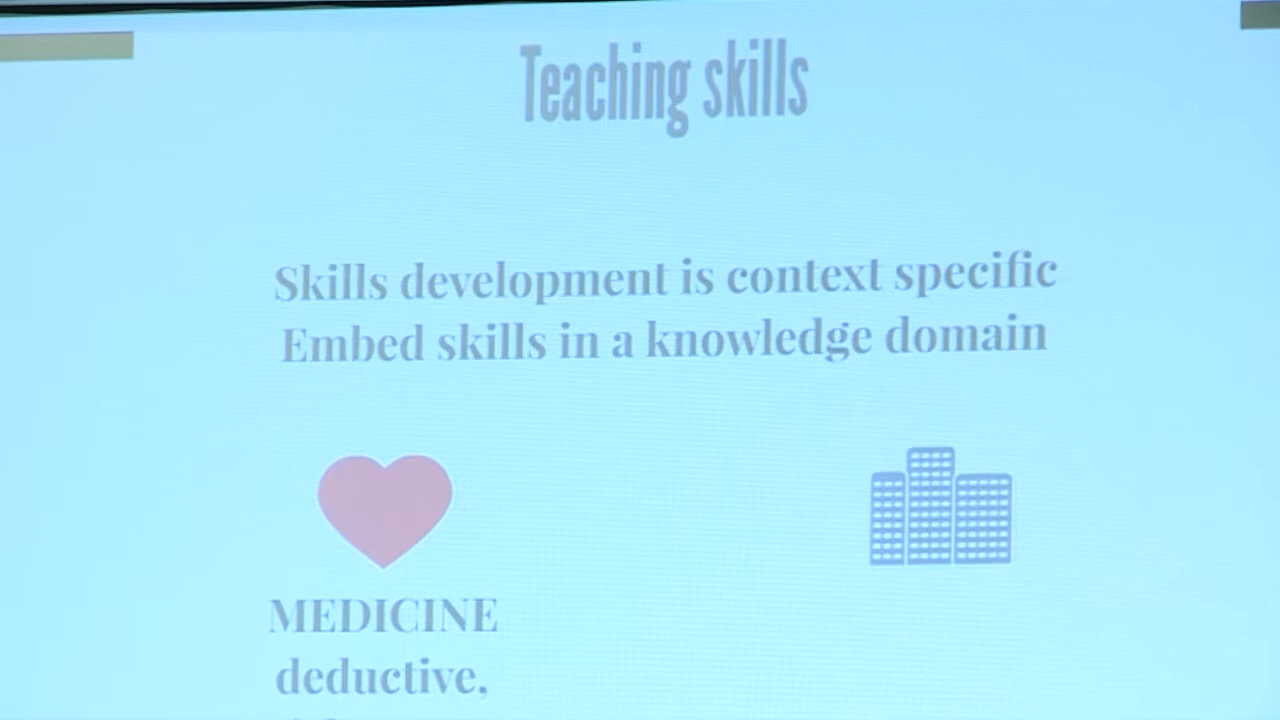 Teaching skills
Skills development is context specific
Embed skills in a knowledge domain
MEDICINE
deductive,